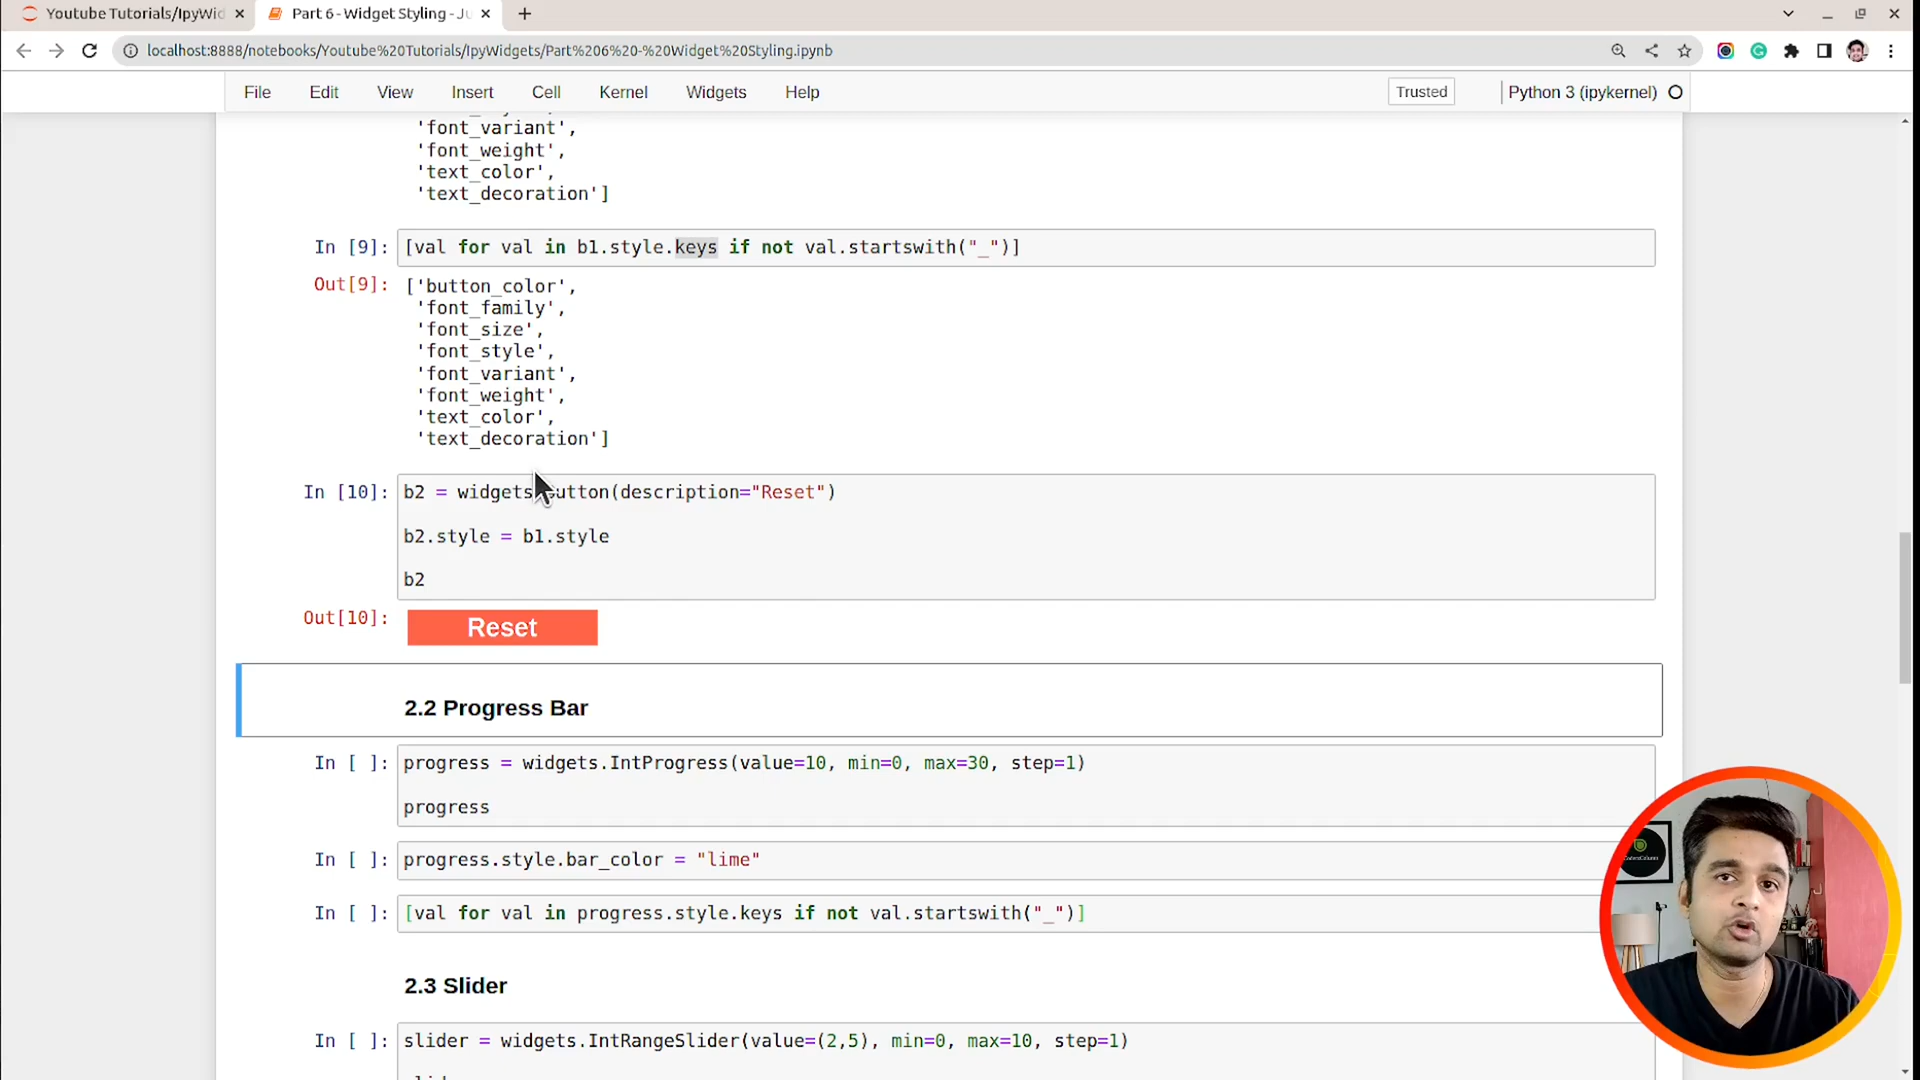 Youtube Tutorials/IpyWid
Part 6 - Widget Styling - Ju
localhost:8888/notebooks/Youtube%20Tutorials/IpyWidgets/Part%206%20-%20Widget%20Styling.ipynb
File Edit View Insert Cell Kernel Widgets Help
Trusted
Python 3 (ipykernel)
'font_variant',
'font_weight',
'text_color',
'text_decoration']
In [9]: [val for val in b1.style.keys if not val.startswith("_")]
Out[9]: ['button_color',
'font_family',
'font_size',
'font_style',
'font_variant',
'font_weight',
'text_color',
'text_decoration']
In [10]: b2 = widgets.Button(description="Reset")
b2.style = b1.style
b2
Out[10]: Reset
2.2 Progress Bar
In [ ]: progress = widgets.IntProgress(value=10, min=0, max=30, step=1)
progress
In [ ]: progress.style.bar_color = "lime"
In [ ]: [val for val in progress.style.keys if not val.startswith("_")]
2.3 Slider
In [ ]: slider = widgets.IntRangeSlider(value=(2,5), min=0, max=10, step=1)